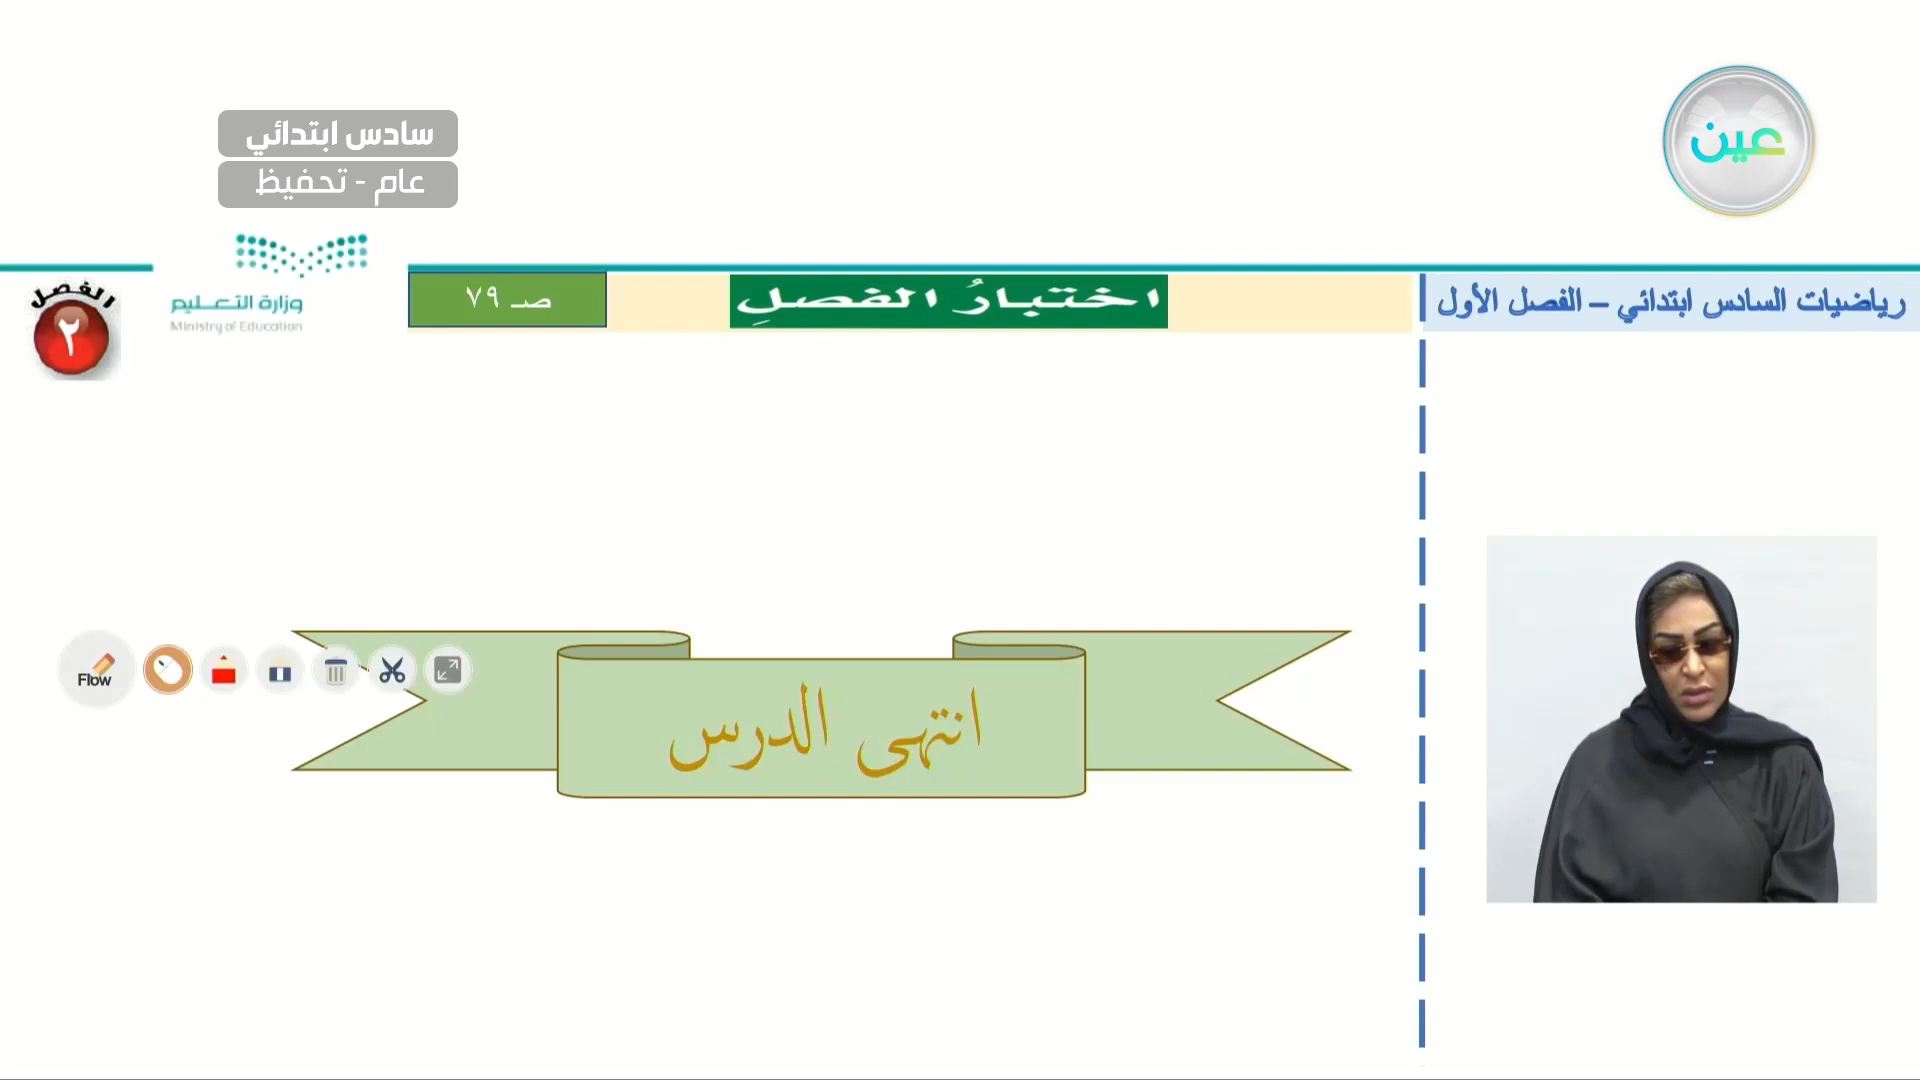 عين
سادس ابتدائي
عام - تحفيظ
رياضيات السادس ابتدائي – الفصل الأول
اختبارُ الفصلِ
صـ ٧٩
وزارة التعليم
Ministry of Education
الفصل
٢
Flow
انتهى الدرس